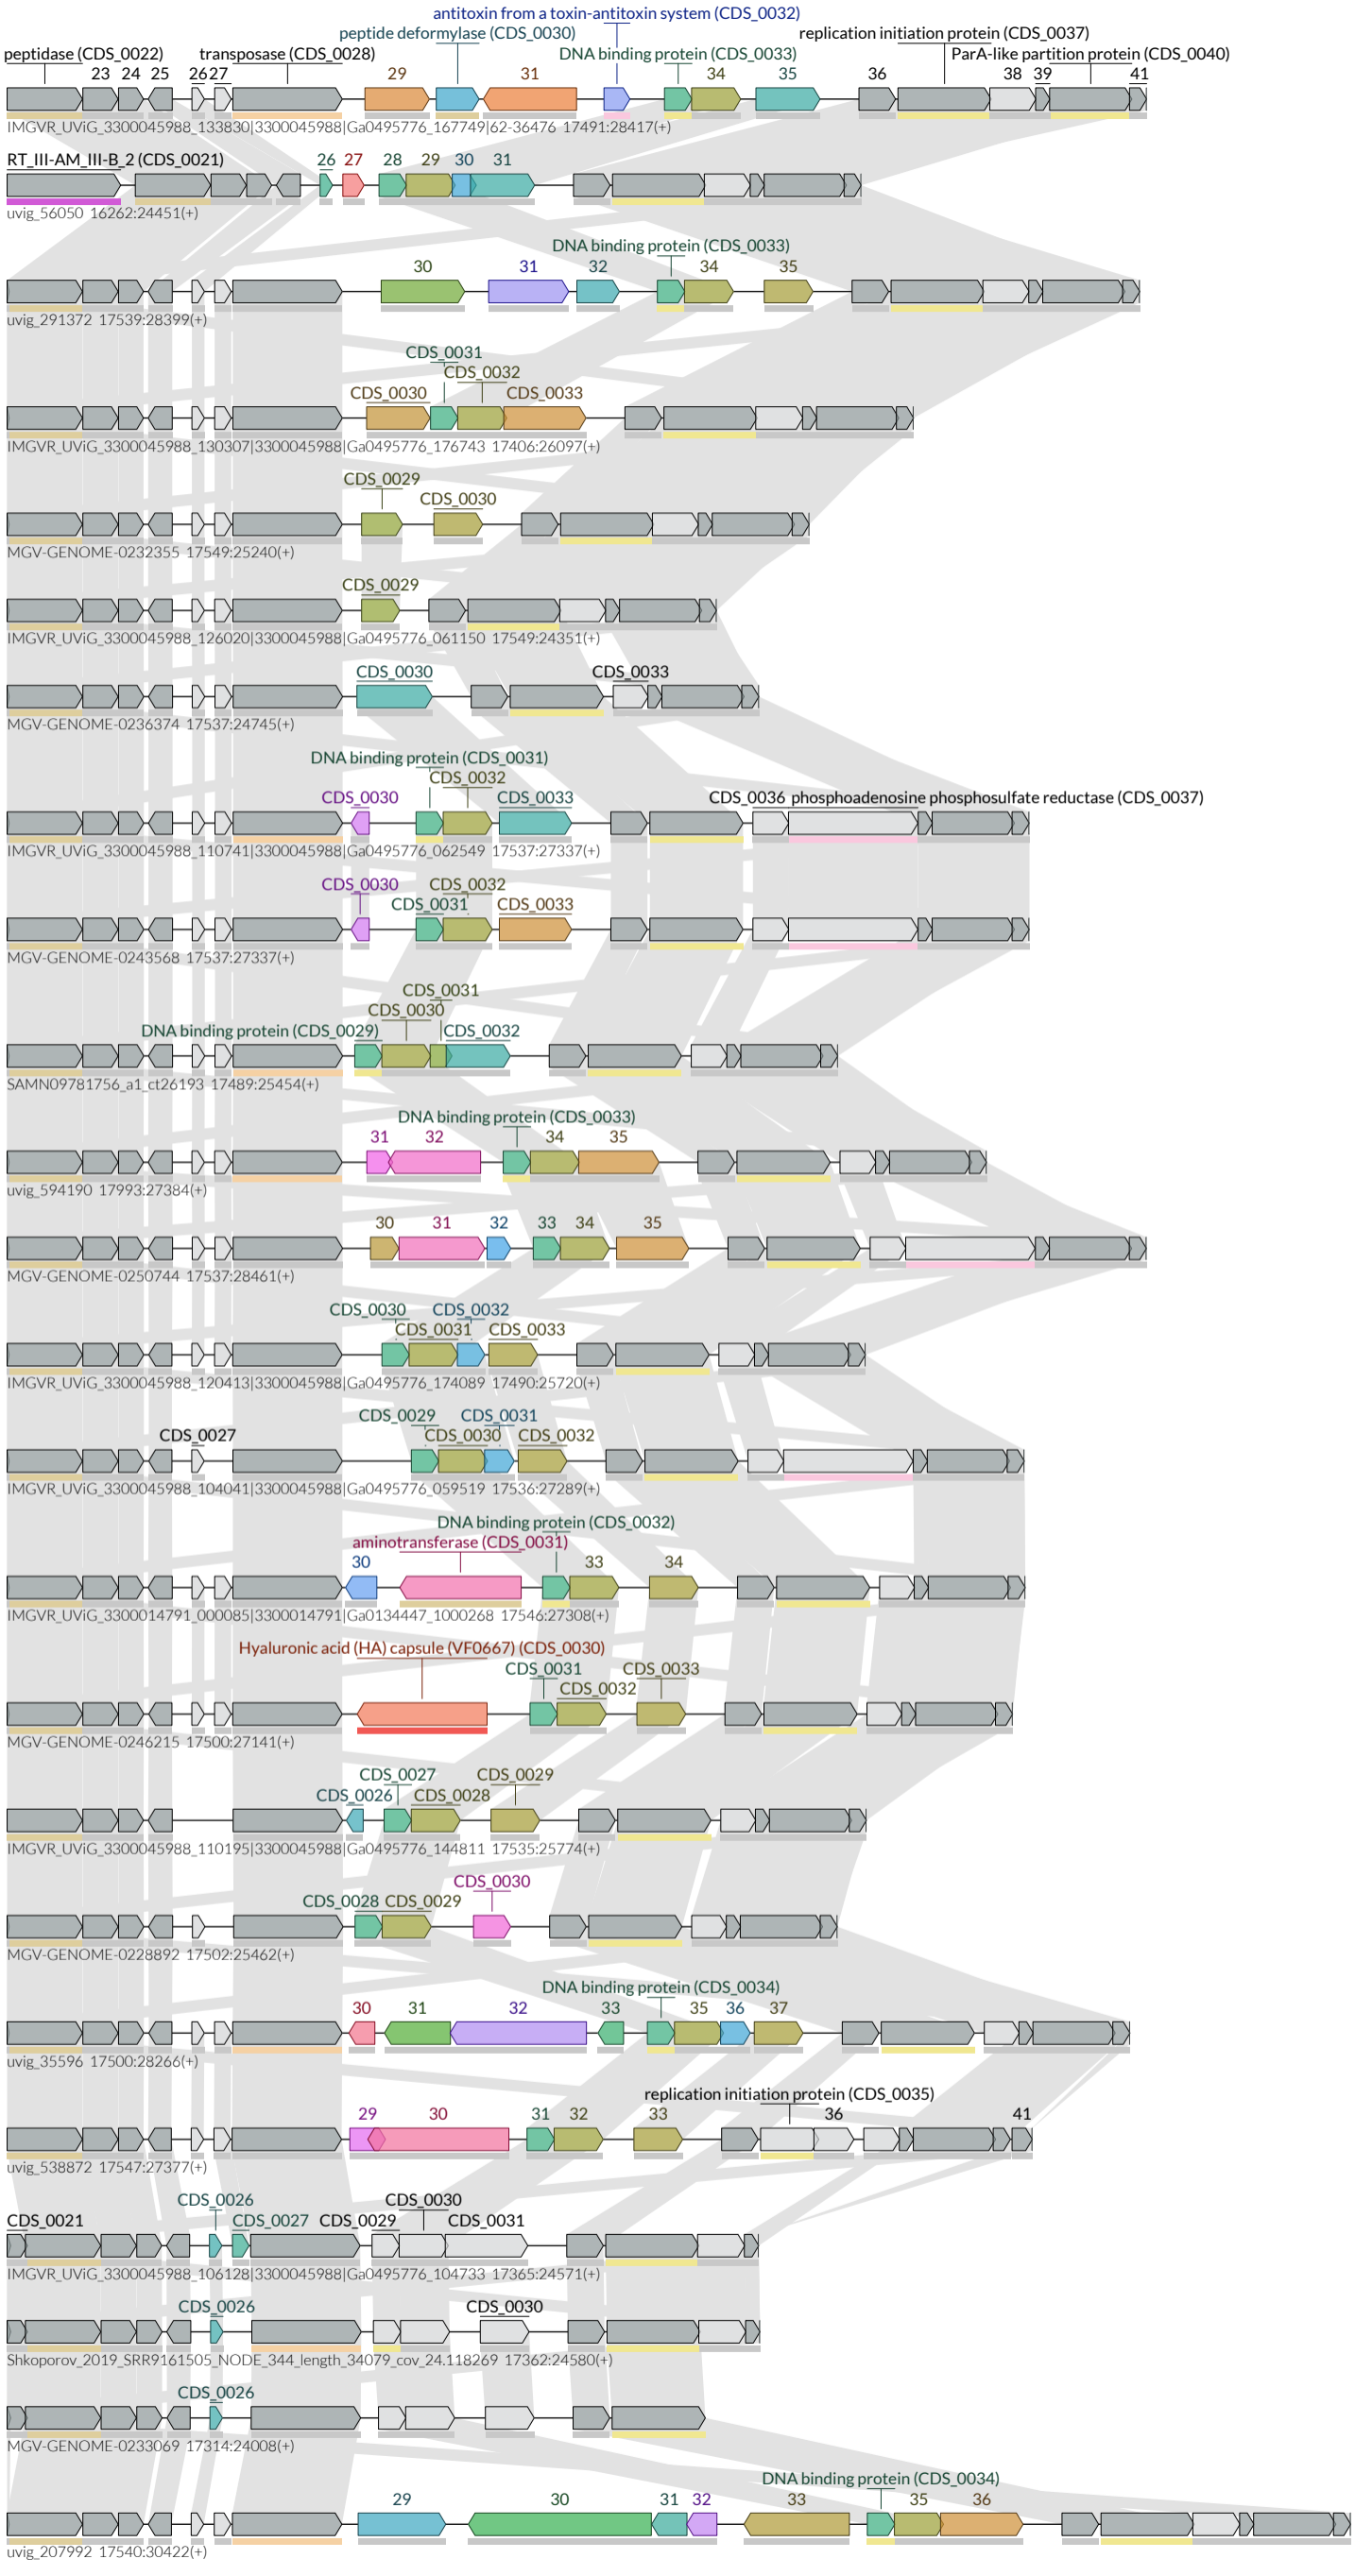 antitoxin from a toxin-antitoxin system (CDS_0032)
peptide deformylase (CDS_0030) replication initiation protein (CDS_0037)
peptidase (CDS_0022) transposase (CDS_0028) DNA binding protein (CDS_0033) ParA-like partition protein (CDS_0040)
23 24 25 26 27 29 31 34 35 36 38 39 41
IMGVR_UViG_3300045988_133830|3300045988|Ga0495776_167749|62-36476 17491:28417(+)
RT_III-AM_III-B_2 (CDS_0021) 26 27 28 29 30 31
uvig_56050 16262:24451(+)
DNA binding protein (CDS_0033)
30 31 32 34 35
uvig_291372 17539:28399(+)
CDS_0031
CDS_0032
CDS_0030 CDS_0033
IMGVR_UViG_3300045988_130307|3300045988|Ga0495776_176743 17406:26097(+)
CDS_0029
CDS_0030
MGV-GENOME-0232355 17549:25240(+)
CDS_0029
IMGVR_UViG_3300045988_126020|3300045988|Ga0495776_061150 17549:24351(+)
CDS_0030 CDS_0033
MGV-GENOME-0236374 17537:24745(+)
DNA binding protein (CDS_0031)
CDS_0032
CDS_0030 CDS_0033 CDS_0036 phosphoadenosine phosphosulfate reductase (CDS_0037)
IMGVR_UViG_3300045988_110741|3300045988|Ga0495776_062549 17537:27337(+)
CDS_0030 CDS_0032
CDS_0031 CDS_0033
MGV-GENOME-0243568 17537:27337(+)
CDS_0031
CDS_0030
DNA binding protein (CDS_0029) CDS_0032
SAMN09781756_a1_ct26193 17489:25454(+)
DNA binding protein (CDS_0033)
31 32 34 35
uvig_594190 17993:27384(+)
30 31 32 33 34 35
MGV-GENOME-0250744 17537:28461(+)
CDS_0030 CDS_0032
CDS_0031 CDS_0033
IMGVR_UViG_3300045988_120413|3300045988|Ga0495776_174089 17490:25720(+)
CDS_0029 CDS_0031
CDS_0027 CDS_0030 CDS_0032
IMGVR_UViG_3300045988_104041|3300045988|Ga0495776_059519 17536:27289(+)
DNA binding protein (CDS_0032)
aminotransferase (CDS_0031)
30 33 34
IMGVR_UViG_3300014791_000085|3300014791|Ga0134447_1000268 17546:27308(+)
Hyaluronic acid (HA) capsule (VF0667) (CDS_0030)
CDS_0031 CDS_0033
CDS_0032
MGV-GENOME-0246215 17500:27141(+)
CDS_0027 CDS_0029
CDS_0026 CDS_0028
IMGVR_UViG_3300045988_110195|3300045988|Ga0495776_144811 17535:25774(+)
CDS_0030
CDS_0028 CDS_0029
MGV-GENOME-0228892 17502:25462(+)
DNA binding protein (CDS_0034)
30 31 32 33 35 36 37
uvig_35596 17500:28266(+)
replication initiation protein (CDS_0035)
29 30 31 32 33 36 41
uvig_538872 17547:27377(+)
CDS_0026 CDS_0030
CDS_0021 CDS_0027 CDS_0029 CDS_0031
IMGVR_UViG_3300045988_106128|3300045988|Ga0495776_104733 17365:24571(+)
CDS_0026 CDS_0030
Shkoporov_2019_SRR9161505_NODE_344_length_34079_cov_24.118269 17362:24580(+)
CDS_0026
MGV-GENOME-0233069 17314:24008(+)
DNA binding protein (CDS_0034)
29 30 31 32 33 35 36
uvig_207992 17540:30422(+)